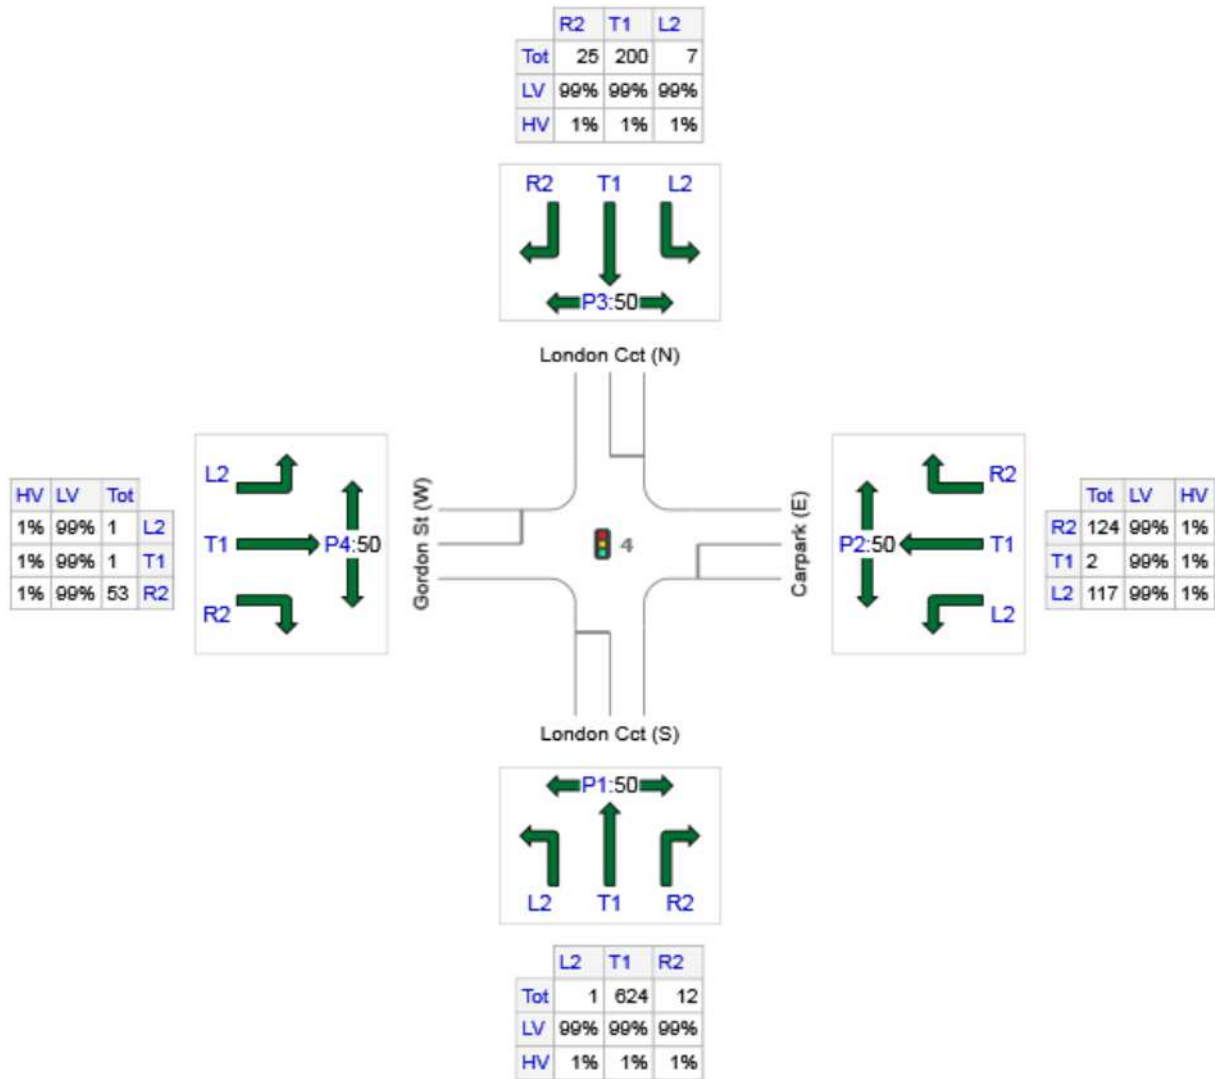 R2 T1 L2
Tot 25 200 7
LV 99% 99% 99%
HV 1% 1% 1%
R2 T1 L2
P3:50
London Cct (N)
HV LV Tot
1% 99% 1 L2
1% 99% 1 T1
1% 99% 53 R2
L2
T1 P4:50
R2
Gordon St (W)
4
Carpark (E)
R2
P2:50 T1
L2
Tot LV HV
R2 124 99% 1%
T1 2 99% 1%
L2 117 99% 1%
London Cct (S)
P1:50
L2 T1 R2
L2 T1 R2
Tot 1 624 12
LV 99% 99% 99%
HV 1% 1% 1%